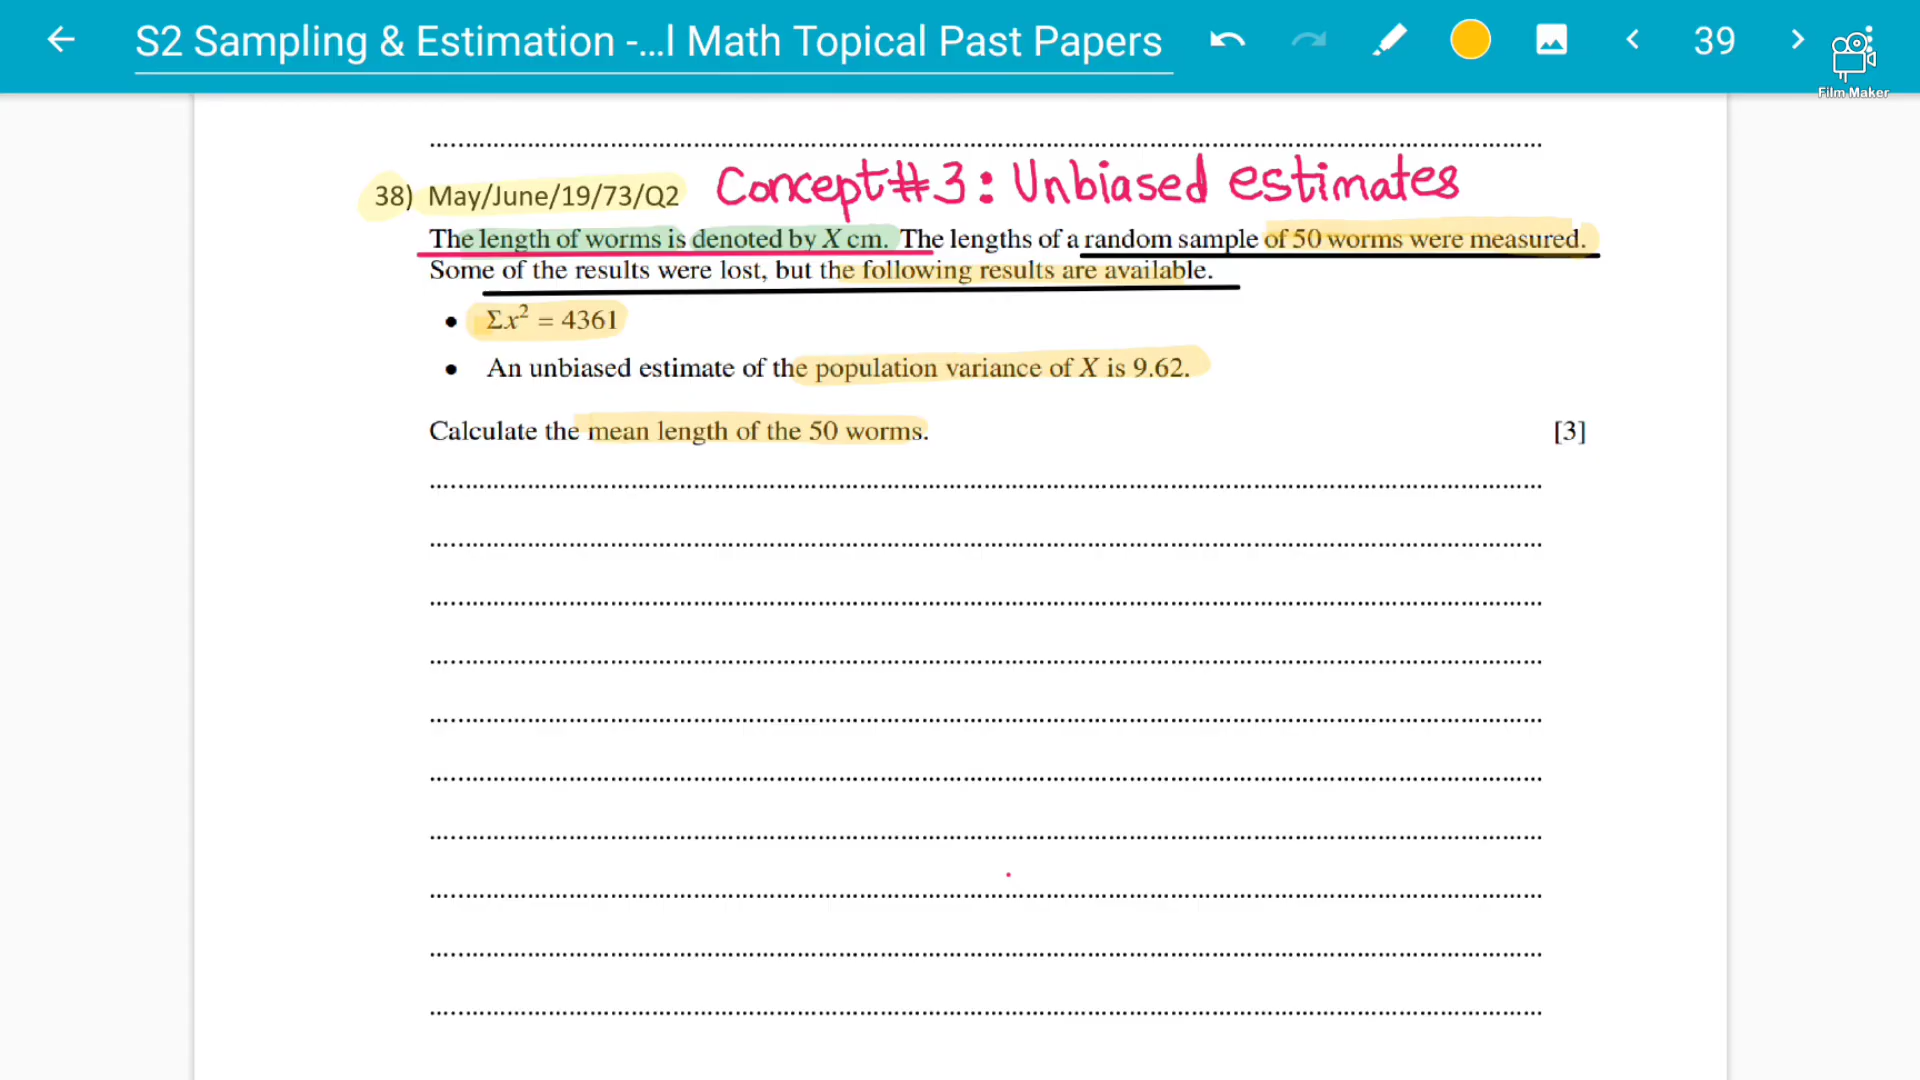 S2 Sampling & Estimation -...l Math Topical Past Papers
39
Film Maker
38) May/June/19/73/Q2 Concept#3: Unbiased estimates
The length of worms is denoted by X cm. The lengths of a random sample of 50 worms were measured.
Some of the results were lost, but the following results are available.
• Σx² = 4361
• An unbiased estimate of the population variance of X is 9.62.
Calculate the mean length of the 50 worms. [3]